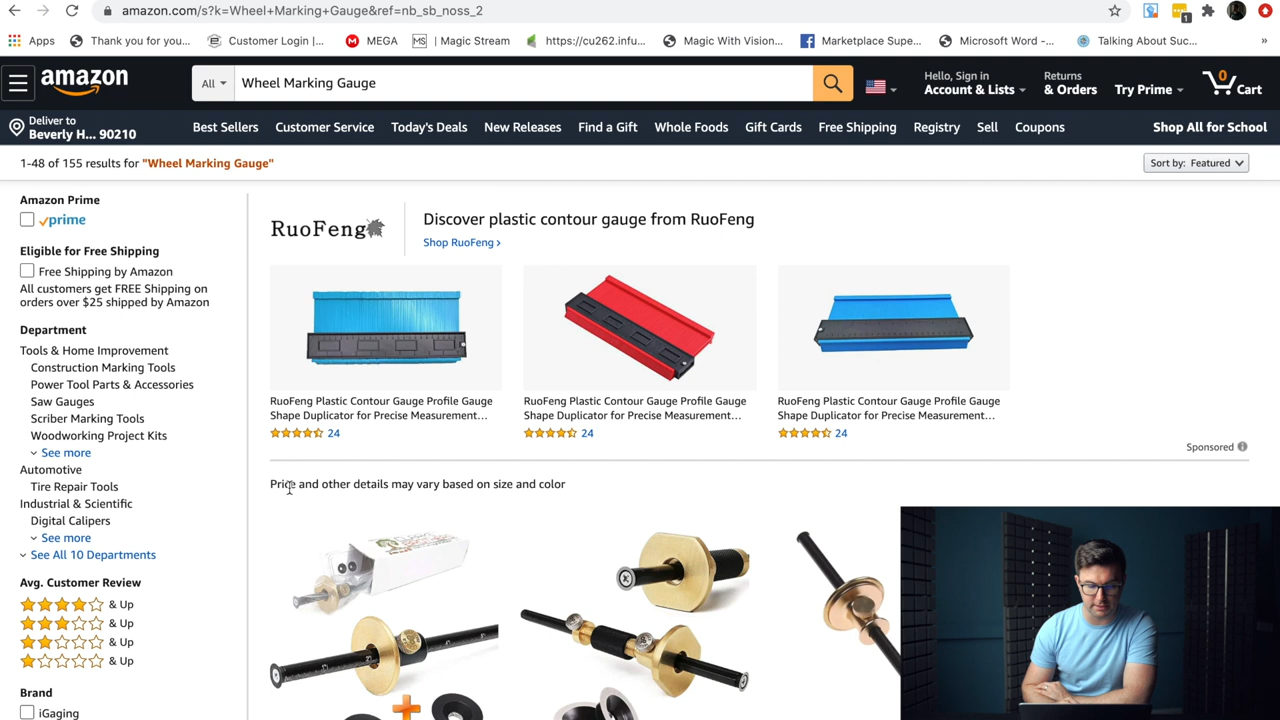 amazon.com/s?k=Wheel+Marking+Gauge&ref=nb_sb_noss_2
1
Apps
Thank you for you...
Customer Login |...
MEGA
MS
| Magic Stream
https://cu262.infu...
Magic With Vision...
Marketplace Supe...
Microsoft Word -...
Talking About Suc...
»
amazon
All
Wheel Marking Gauge
Hello, Sign in
Account & Lists
Returns
& Orders
Try Prime
0
Cart
Deliver to
Beverly H... 90210
Best Sellers
Customer Service
Today's Deals
New Releases
Find a Gift
Whole Foods
Gift Cards
Free Shipping
Registry
Sell
Coupons
Shop All for School
1-48 of 155 results for "Wheel Marking Gauge"
Sort by: Featured
Amazon Prime
prime
Eligible for Free Shipping
Free Shipping by Amazon
All customers get FREE Shipping on
orders over $25 shipped by Amazon
Department
Tools & Home Improvement
Construction Marking Tools
Power Tool Parts & Accessories
Saw Gauges
Scriber Marking Tools
Woodworking Project Kits
See more
Automotive
Tire Repair Tools
Industrial & Scientific
Digital Calipers
See more
See All 10 Departments
Avg. Customer Review
& Up
& Up
& Up
& Up
Brand
iGaging
RuoFeng
Discover plastic contour gauge from RuoFeng
Shop RuoFeng ›
RuoFeng Plastic Contour Gauge Profile Gauge
Shape Duplicator for Precise Measurement...
24
RuoFeng Plastic Contour Gauge Profile Gauge
Shape Duplicator for Precise Measurement...
24
RuoFeng Plastic Contour Gauge Profile Gauge
Shape Duplicator for Precise Measurement...
24
Sponsored
Price and other details may vary based on size and color